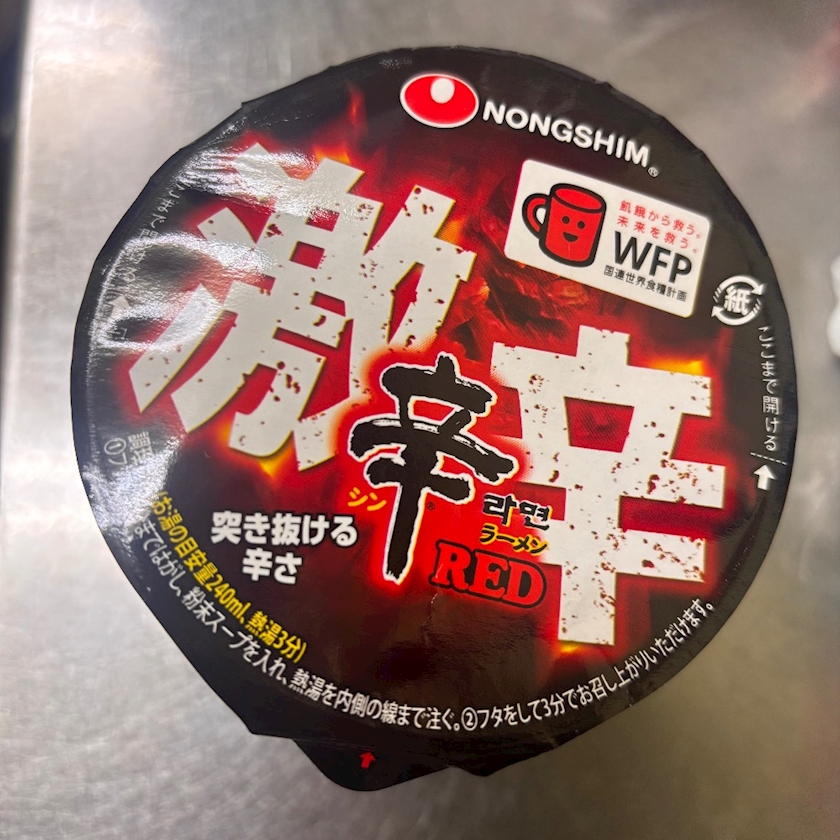 NONGSHIM®
飢餓から救う。
未来を救う。
WFP
国連世界食糧計画
紙
ここまで開ける
激辛
辛
シン
라면
ラーメン
RED
突き抜ける
辛さ
(お湯の目安量240ml、熱湯3分)
まではがし、粉末スープを入れ、熱湯を内側の線まで注ぐ。②フタをして3分でお召し上がりいただけます。